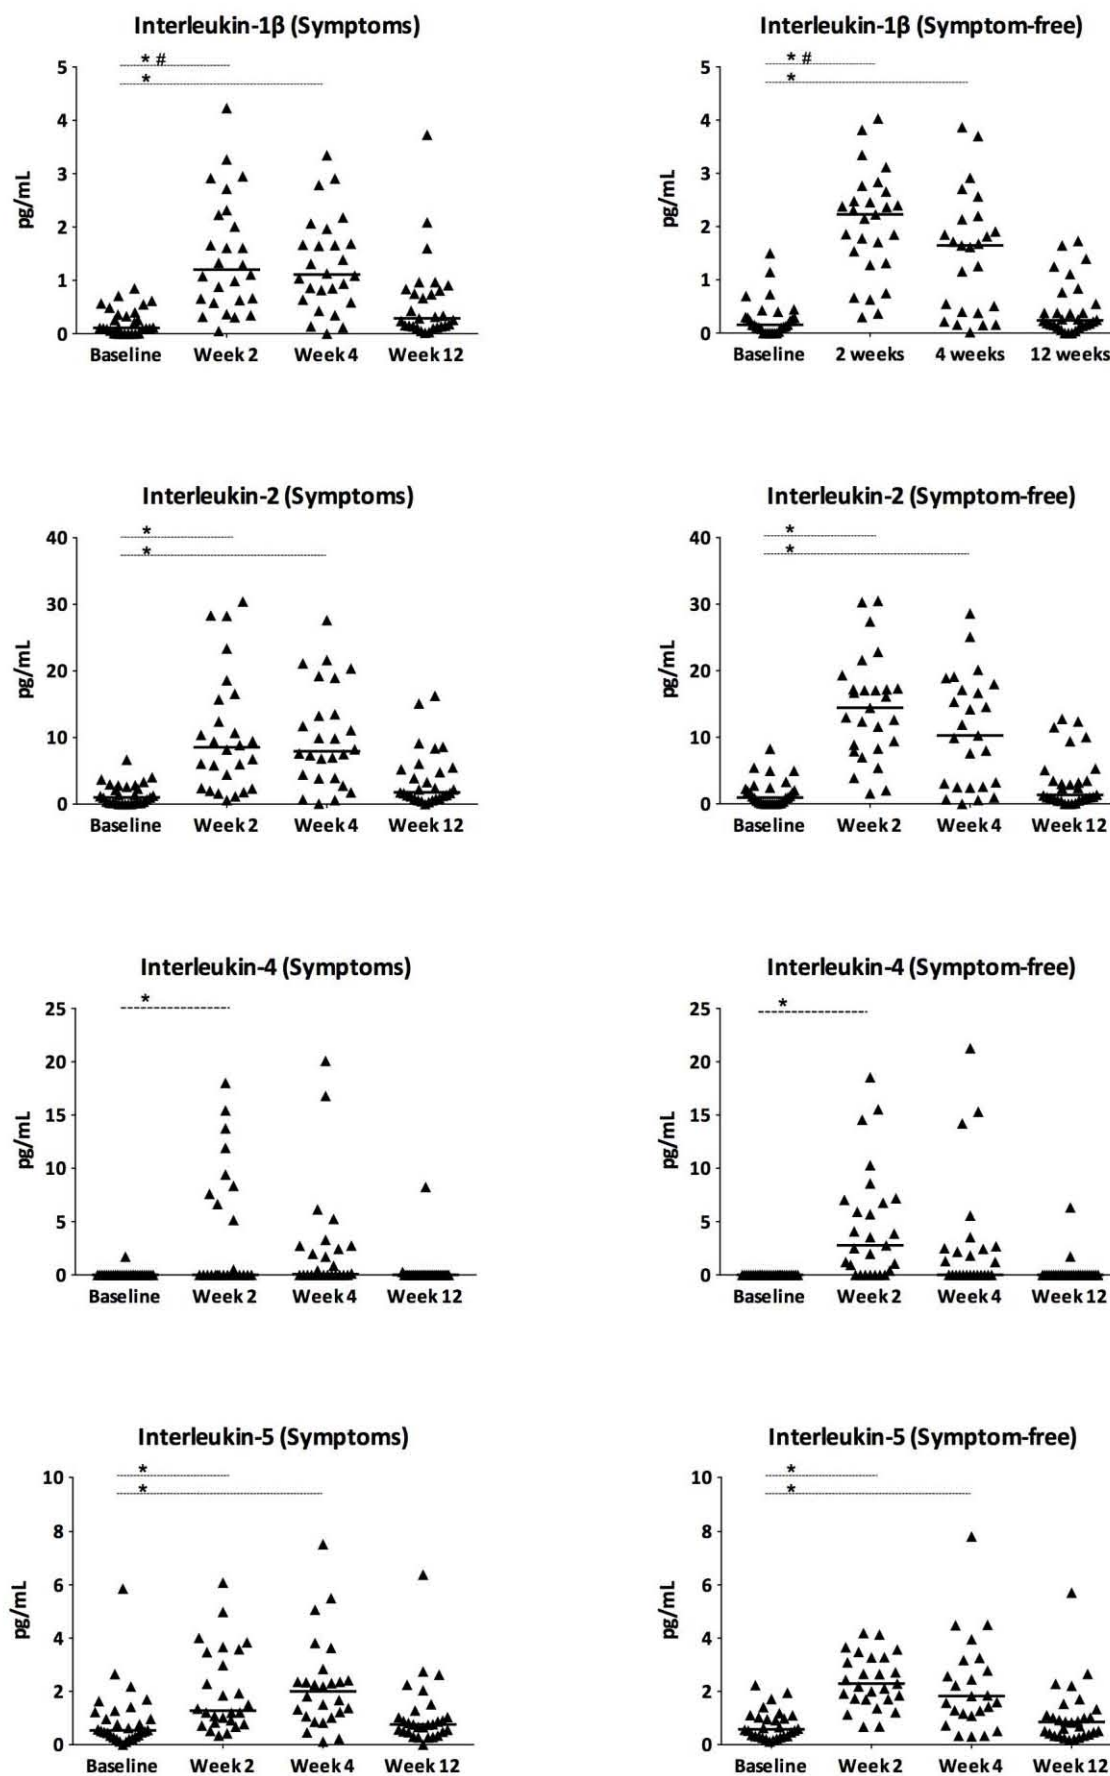 Interleukin-1β (Symptoms)
* #
*
5
4
3
2
1
0
pg/mL
Baseline Week 2 Week 4 Week 12
Interleukin-1β (Symptom-free)
* #
*
5
4
3
2
1
0
pg/mL
Baseline 2 weeks 4 weeks 12 weeks
Interleukin-2 (Symptoms)
*
*
40
30
20
10
0
pg/mL
Baseline Week 2 Week 4 Week 12
Interleukin-2 (Symptom-free)
*
*
40
30
20
10
0
pg/mL
Baseline Week 2 Week 4 Week 12
Interleukin-4 (Symptoms)
*
25
20
15
10
5
0
pg/mL
Baseline Week 2 Week 4 Week 12
Interleukin-4 (Symptom-free)
*
25
20
15
10
5
0
pg/mL
Baseline Week 2 Week 4 Week 12
Interleukin-5 (Symptoms)
*
*
10
8
6
4
2
0
pg/mL
Baseline Week 2 Week 4 Week 12
Interleukin-5 (Symptom-free)
*
*
10
8
6
4
2
0
pg/mL
Baseline Week 2 Week 4 Week 12